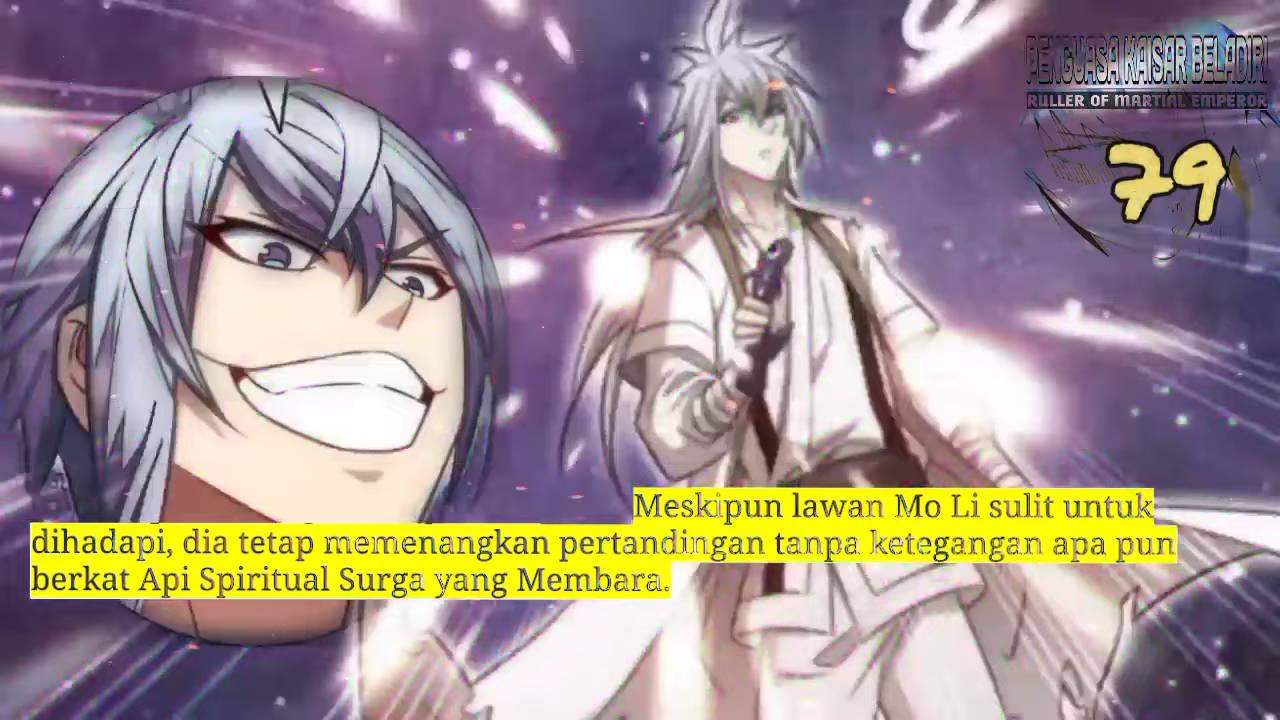 PENGUASA KAISAR BELADIRI
RULLER OF MARTIAL EMPEROR
79
Meskipun lawan Mo Li sulit untuk
dihadapi, dia tetap memenangkan pertandingan tanpa ketegangan apa pun
berkat Api Spiritual Surga yang Membara.